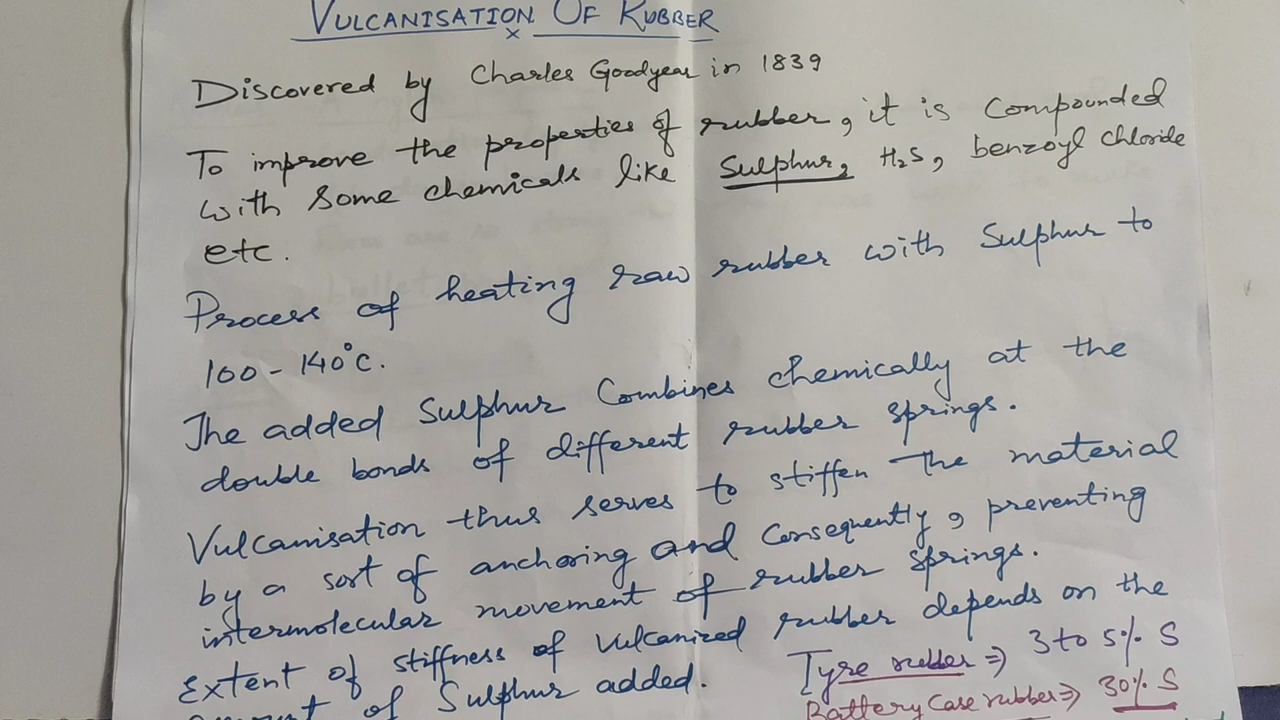 VULCANISATION OF RUBBER
x
Discovered by Charles Goodyear in 1839
To improve the properties of rubber, it is compounded
with some chemicals like Sulphur, H₂S, benzoyl chloride
etc.
Process of heating raw rubber with Sulphur to
100 - 140°C.
The added Sulphur Combines chemically at the
double bonds of different rubber springs.
Vulcanisation thus serves to stiffen the material
by a sort of anchoring and consequently, preventing
intermolecular movement of rubber springs.
Extent of stiffness of vulcanized rubber depends on the
amount of Sulphur added.
Tyre rubber ⇒ 3 to 5% S
Battery Case rubber ⇒ 30% S